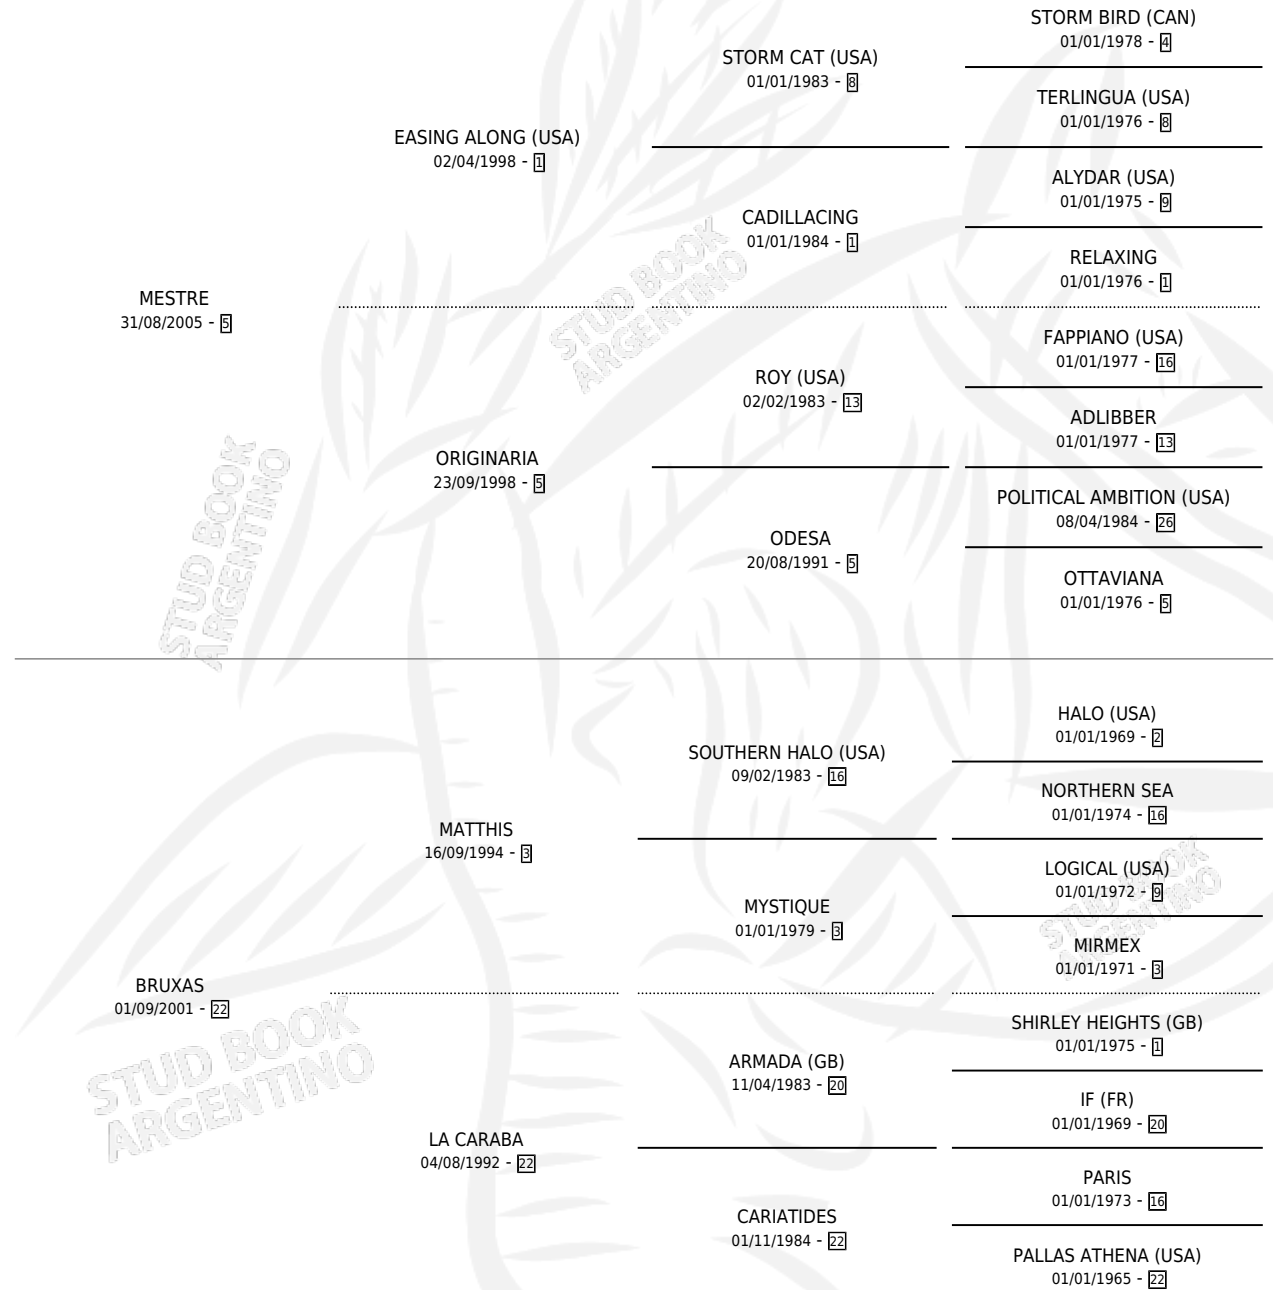 STORM BIRD (CAN)
01/01/1978 - 4
STORM CAT (USA)
01/01/1983 - 8
TERLINGUA (USA)
01/01/1976 - 8
EASING ALONG (USA)
02/04/1998 - 1
ALYDAR (USA)
01/01/1975 - 9
CADILLACING
01/01/1984 - 1
RELAXING
01/01/1976 - 1
MESTRE
31/08/2005 - 5
STUD BOOK
ARGENTINO
FAPPIANO (USA)
01/01/1977 - 16
ROY (USA)
02/02/1983 - 13
ADLIBBER
01/01/1977 - 13
ORIGINARIA
23/09/1998 - 5
POLITICAL AMBITION (USA)
08/04/1984 - 26
ODESA
20/08/1991 - 5
OTTAVIANA
01/01/1976 - 5
STUD BOOK
ARGENTINO
HALO (USA)
01/01/1969 - 2
SOUTHERN HALO (USA)
09/02/1983 - 16
NORTHERN SEA
01/01/1974 - 16
MATTHIS
16/09/1994 - 3
LOGICAL (USA)
01/01/1972 - 9
MYSTIQUE
01/01/1979 - 3
MIRMEX
01/01/1971 - 3
STUD BOOK
ARGENTINO
BRUXAS
01/09/2001 - 22
SHIRLEY HEIGHTS (GB)
01/01/1975 - 1
ARMADA (GB)
11/04/1983 - 20
IF (FR)
01/01/1969 - 20
STUD BOOK
ARGENTINO
LA CARABA
04/08/1992 - 22
PARIS
01/01/1973 - 16
CARIATIDES
01/11/1984 - 22
PALLAS ATHENA (USA)
01/01/1965 - 22